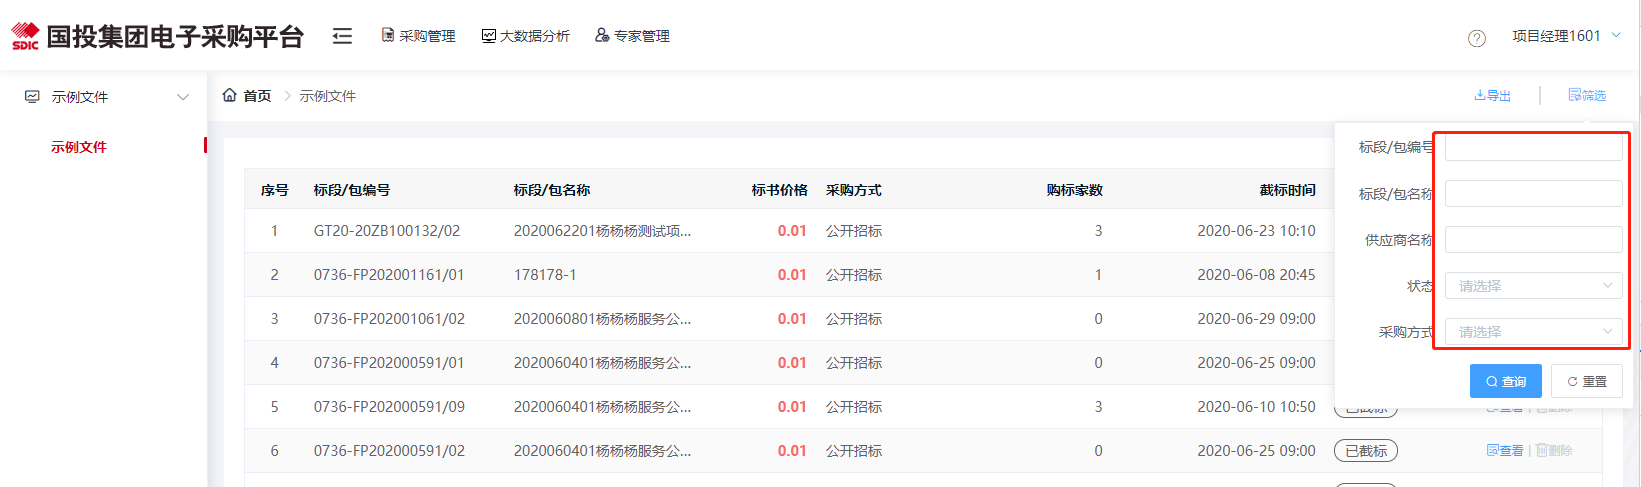 SDIC 国投集团电子采购平台 采购管理 大数据分析 专家管理 项目经理1601
示例文件
示例文件
首页 示例文件 导出 筛选
序号 标段/包编号 标段/包名称 标书价格 采购方式 购标家数 截标时间
1 GT20-20ZB100132/02 2020062201杨杨杨测试项... 0.01 公开招标 3 2020-06-23 10:10
2 0736-FP202001161/01 178178-1 0.01 公开招标 1 2020-06-08 20:45
3 0736-FP202001061/02 2020060801杨杨杨服务公... 0.01 公开招标 0 2020-06-29 09:00
4 0736-FP202000591/01 2020060401杨杨杨服务公... 0.01 公开招标 0 2020-06-25 09:00
5 0736-FP202000591/09 2020060401杨杨杨服务公... 0.01 公开招标 3 2020-06-10 10:50 已截标 查看 | 删除
6 0736-FP202000591/02 2020060401杨杨杨服务公... 0.01 公开招标 0 2020-06-25 09:00 已截标 查看 | 删除
标段/包编号
标段/包名称
供应商名称
状态 请选择
采购方式 请选择
查询 重置